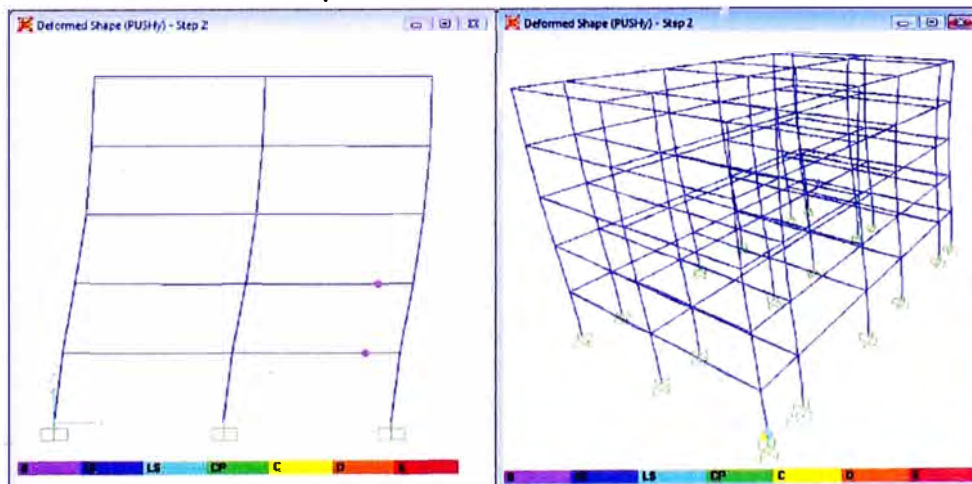 Deformed Shape (PUSHy) - Step 2
B LS CP C D E
Deformed Shape (PUSHy) - Step 2
LS CP C D E